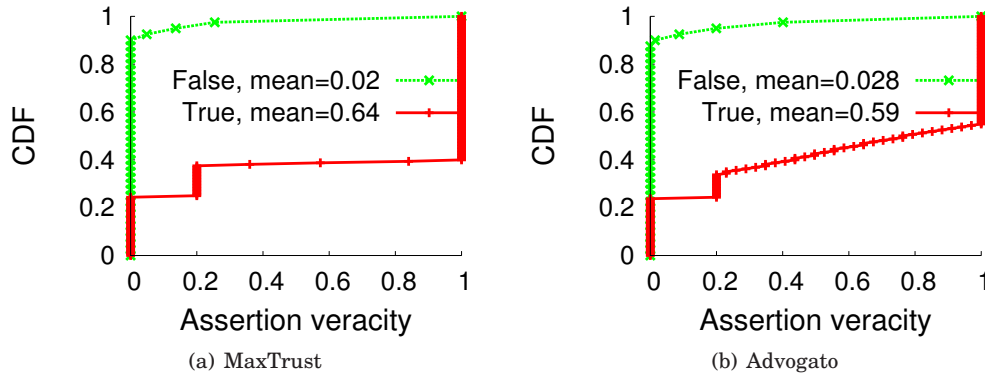 CDF
1
0.8
0.6
0.4
0.2
0
False, mean=0.02
True, mean=0.64
0 0.2 0.4 0.6 0.8 1
Assertion veracity
(a) MaxTrust
CDF
1
0.8
0.6
0.4
0.2
0
False, mean=0.028
True, mean=0.59
0 0.2 0.4 0.6 0.8 1
Assertion veracity
(b) Advogato